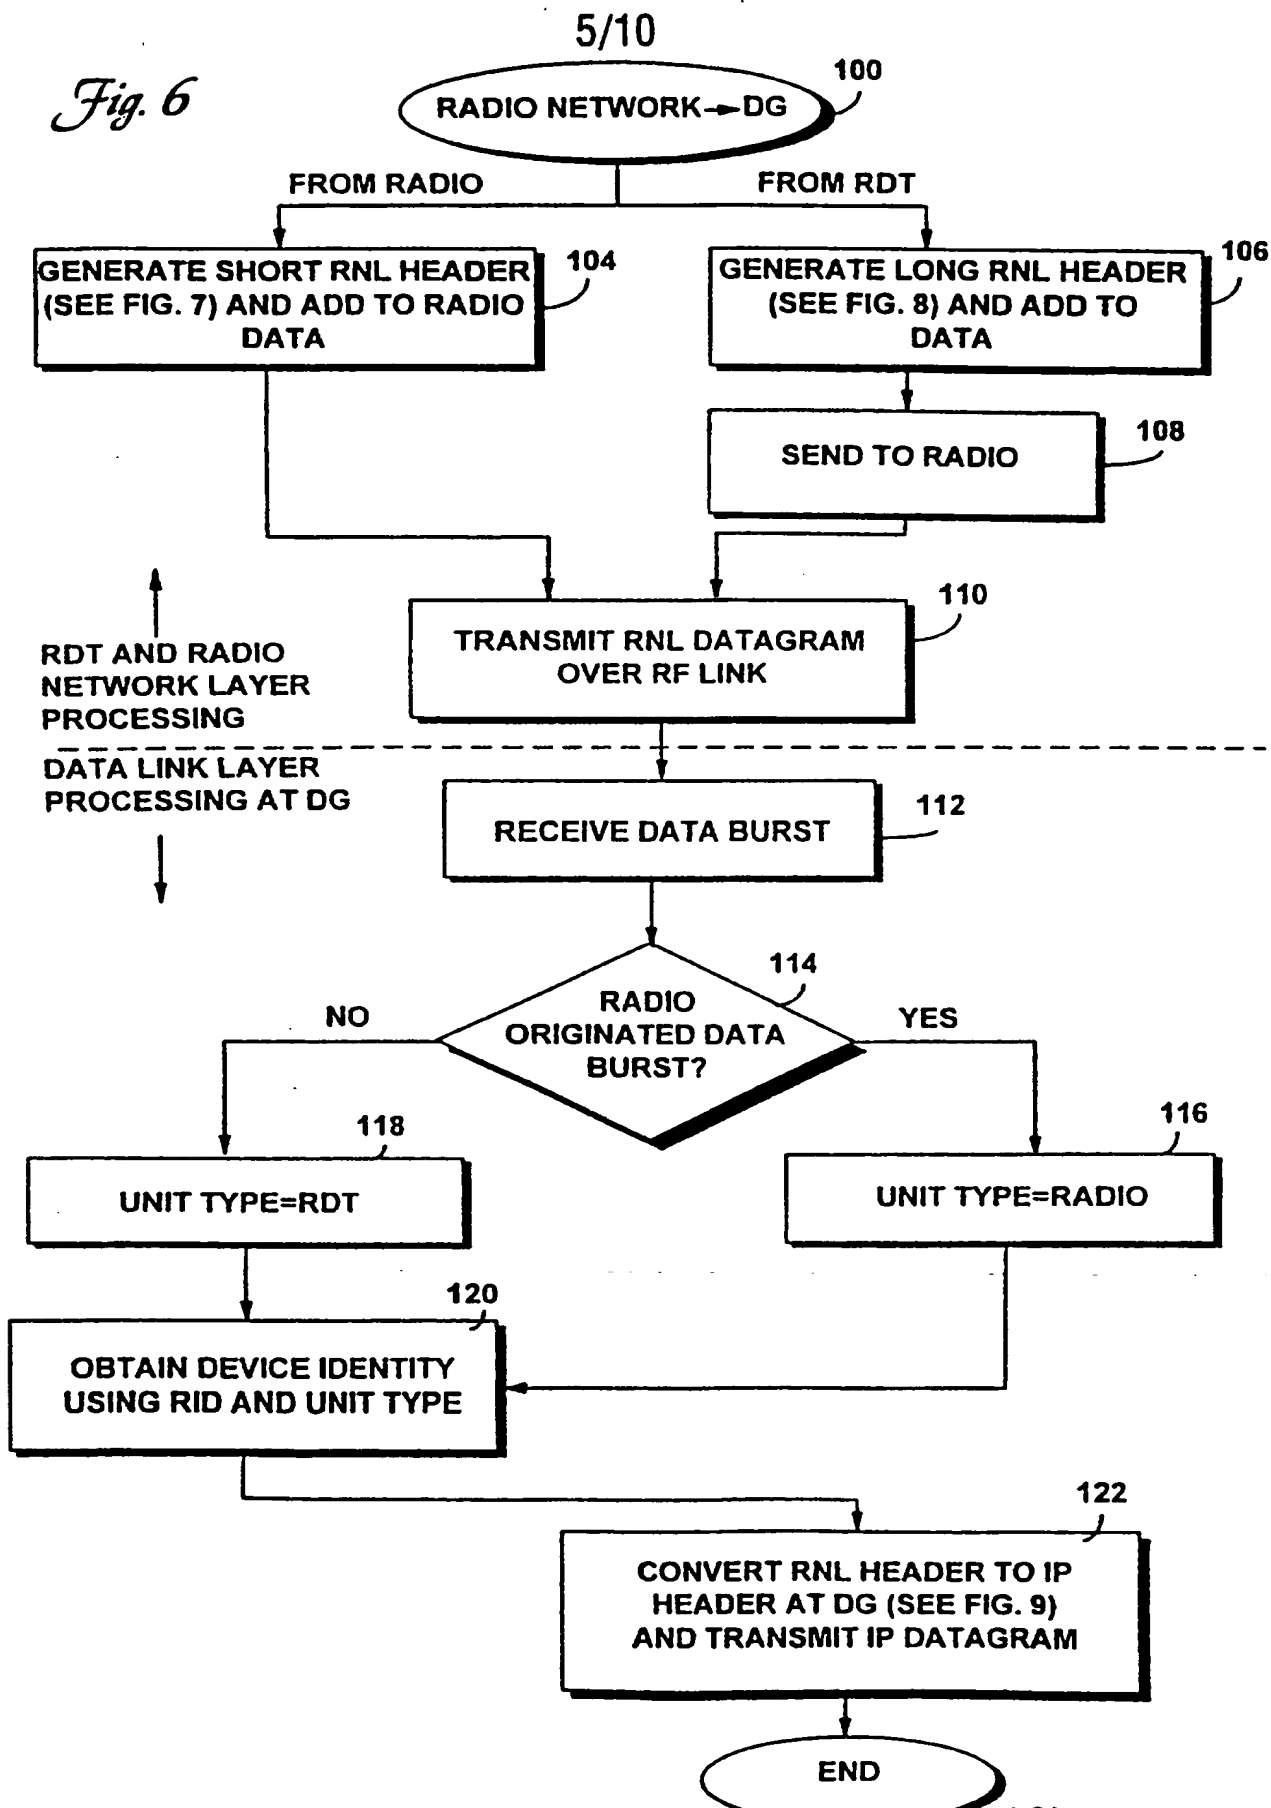 5/10
Fig. 6
RADIO NETWORK→DG
100
FROM RADIO
FROM RDT
GENERATE SHORT RNL HEADER
(SEE FIG. 7) AND ADD TO RADIO
DATA
104
GENERATE LONG RNL HEADER
(SEE FIG. 8) AND ADD TO
DATA
106
SEND TO RADIO
108
TRANSMIT RNL DATAGRAM
OVER RF LINK
110
RDT AND RADIO
NETWORK LAYER
PROCESSING
DATA LINK LAYER
PROCESSING AT DG
RECEIVE DATA BURST
112
RADIO
ORIGINATED DATA
BURST?
114
NO
YES
118
UNIT TYPE=RDT
116
UNIT TYPE=RADIO
120
OBTAIN DEVICE IDENTITY
USING RID AND UNIT TYPE
122
CONVERT RNL HEADER TO IP
HEADER AT DG (SEE FIG. 9)
AND TRANSMIT IP DATAGRAM
END